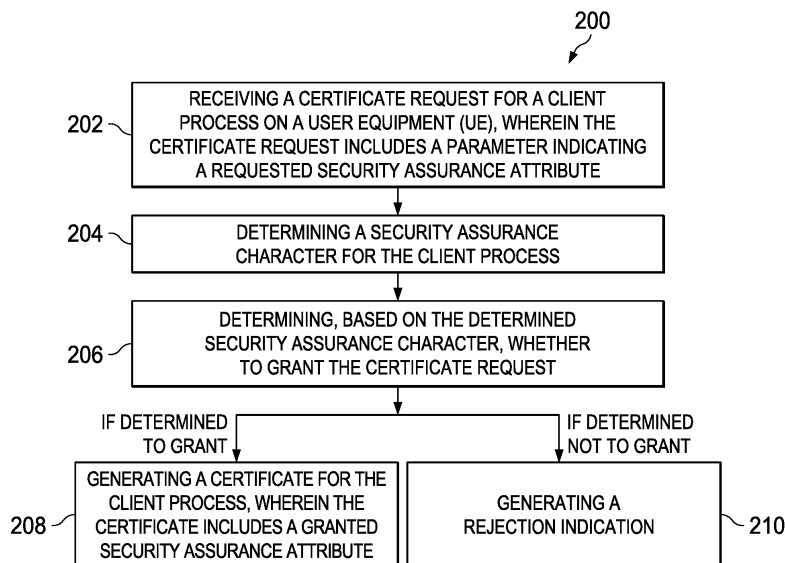 200
202
RECEIVING A CERTIFICATE REQUEST FOR A CLIENT
PROCESS ON A USER EQUIPMENT (UE), WHEREIN THE
CERTIFICATE REQUEST INCLUDES A PARAMETER INDICATING
A REQUESTED SECURITY ASSURANCE ATTRIBUTE
204
DETERMINING A SECURITY ASSURANCE
CHARACTER FOR THE CLIENT PROCESS
206
DETERMINING, BASED ON THE DETERMINED
SECURITY ASSURANCE CHARACTER, WHETHER
TO GRANT THE CERTIFICATE REQUEST
IF DETERMINED
TO GRANT
IF DETERMINED
NOT TO GRANT
208
GENERATING A CERTIFICATE FOR THE
CLIENT PROCESS, WHEREIN THE
CERTIFICATE INCLUDES A GRANTED
SECURITY ASSURANCE ATTRIBUTE
GENERATING A
REJECTION INDICATION
210